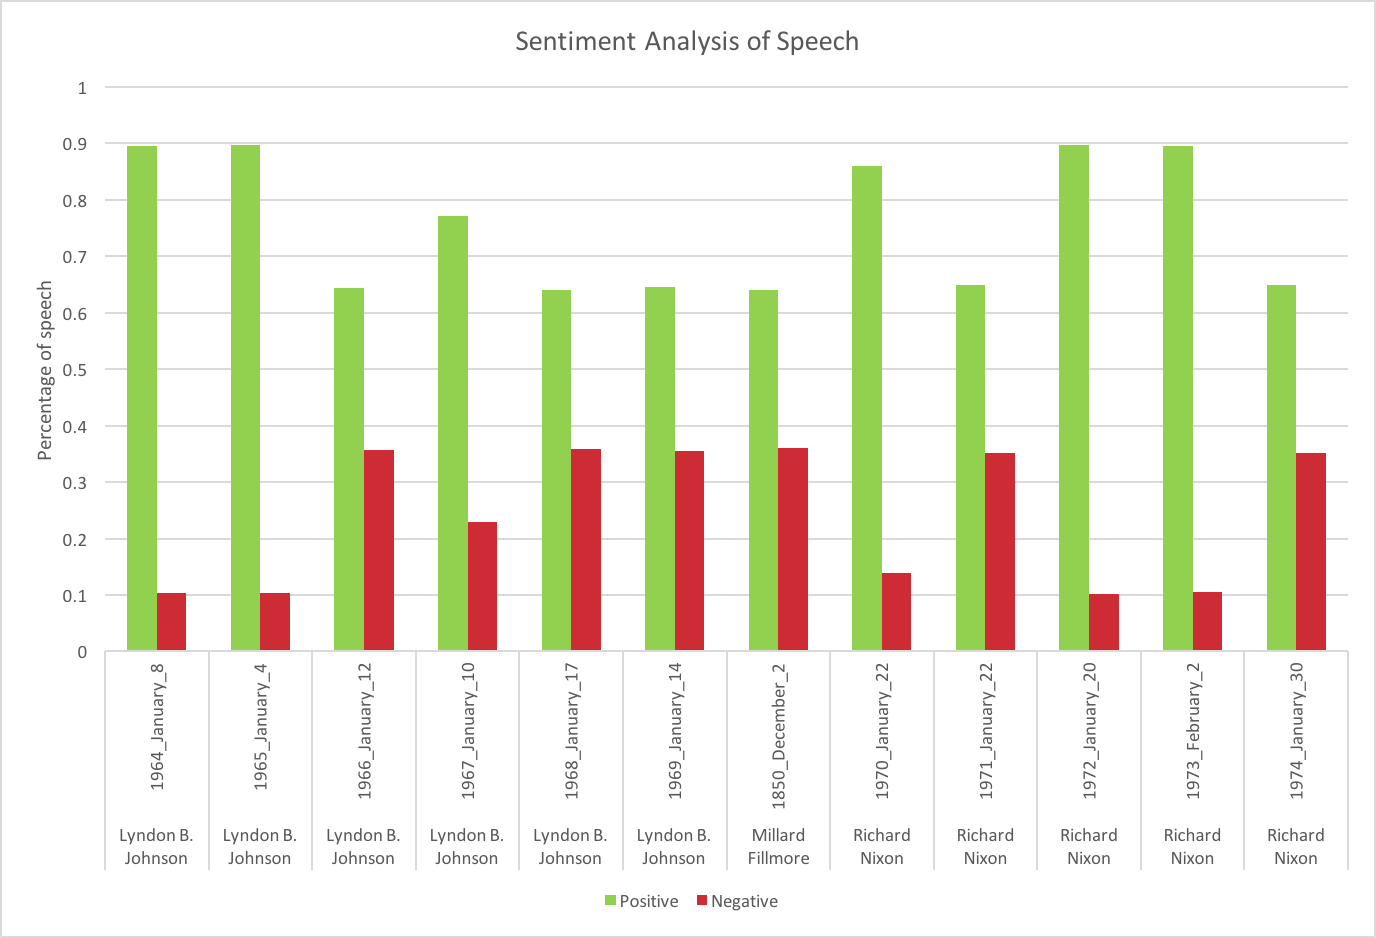 Sentiment Analysis of Speech
Percentage of speech
1
0.9
0.8
0.7
0.6
0.5
0.4
0.3
0.2
0.1
0
1964_January_8
1965_January_4
1966_January_12
1967_January_10
1968_January_17
1969_January_14
1850_December_2
1970_January_22
1971_January_22
1972_January_20
1973_February_2
1974_January_30
Lyndon B.
Johnson
Lyndon B.
Johnson
Lyndon B.
Johnson
Lyndon B.
Johnson
Lyndon B.
Johnson
Lyndon B.
Johnson
Millard
Fillmore
Richard
Nixon
Richard
Nixon
Richard
Nixon
Richard
Nixon
Richard
Nixon
Positive
Negative